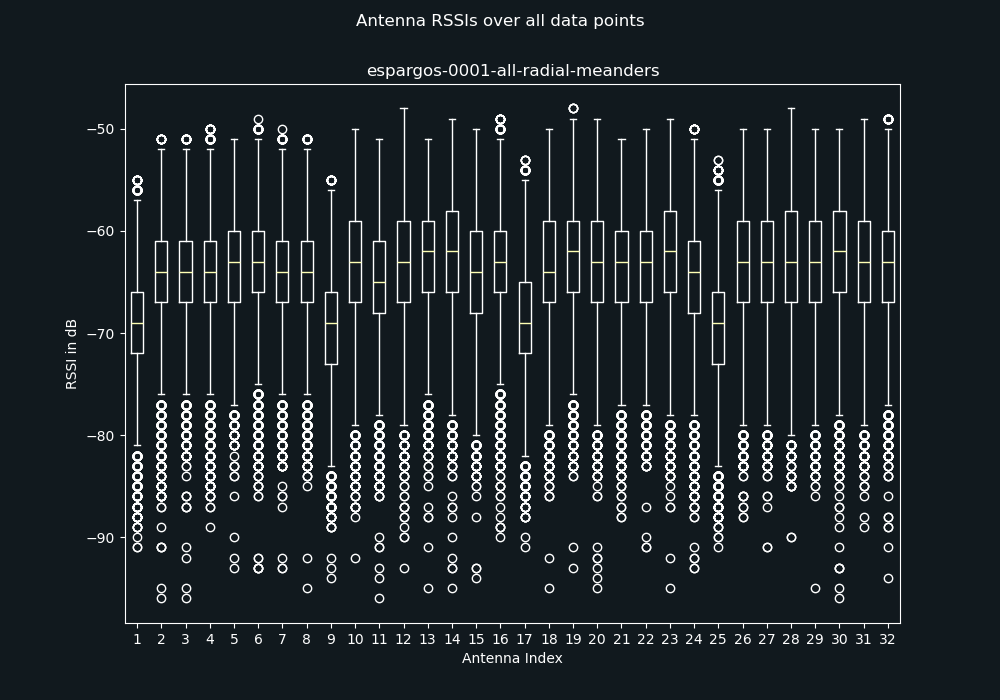 Antenna RSSIs over all data points
espargos-0001-all-radial-meanders
RSSI in dB
−50
−60
−70
−80
−90
1 2 3 4 5 6 7 8 9 10 11 12 13 14 15 16 17 18 19 20 21 22 23 24 25 26 27 28 29 30 31 32
Antenna Index